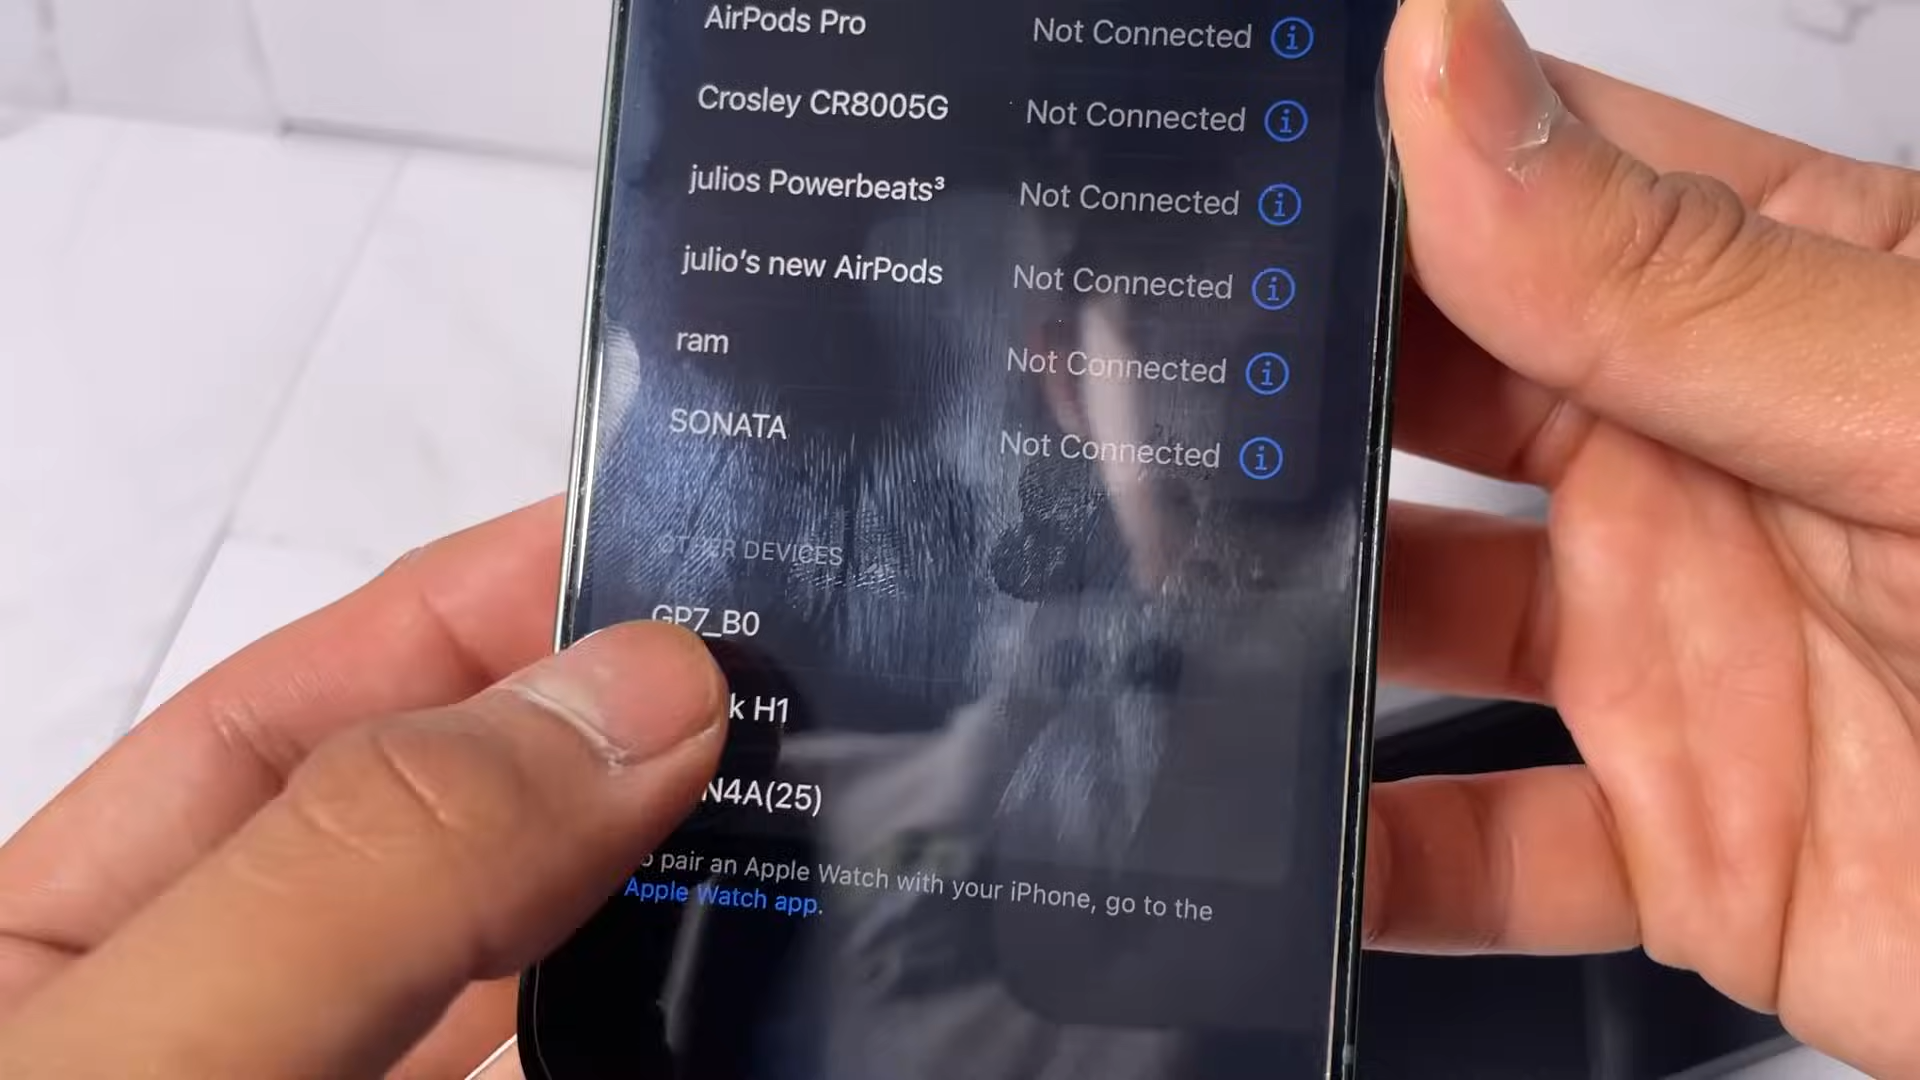 AirPods Pro Not Connected
Crosley CR8005G Not Connected
julios Powerbeats³ Not Connected
julio’s new AirPods Not Connected
ram Not Connected
SONATA Not Connected
OTHER DEVICES
GP7_B0
H1
pair an Apple Watch with your iPhone, go to the
Apple Watch app.